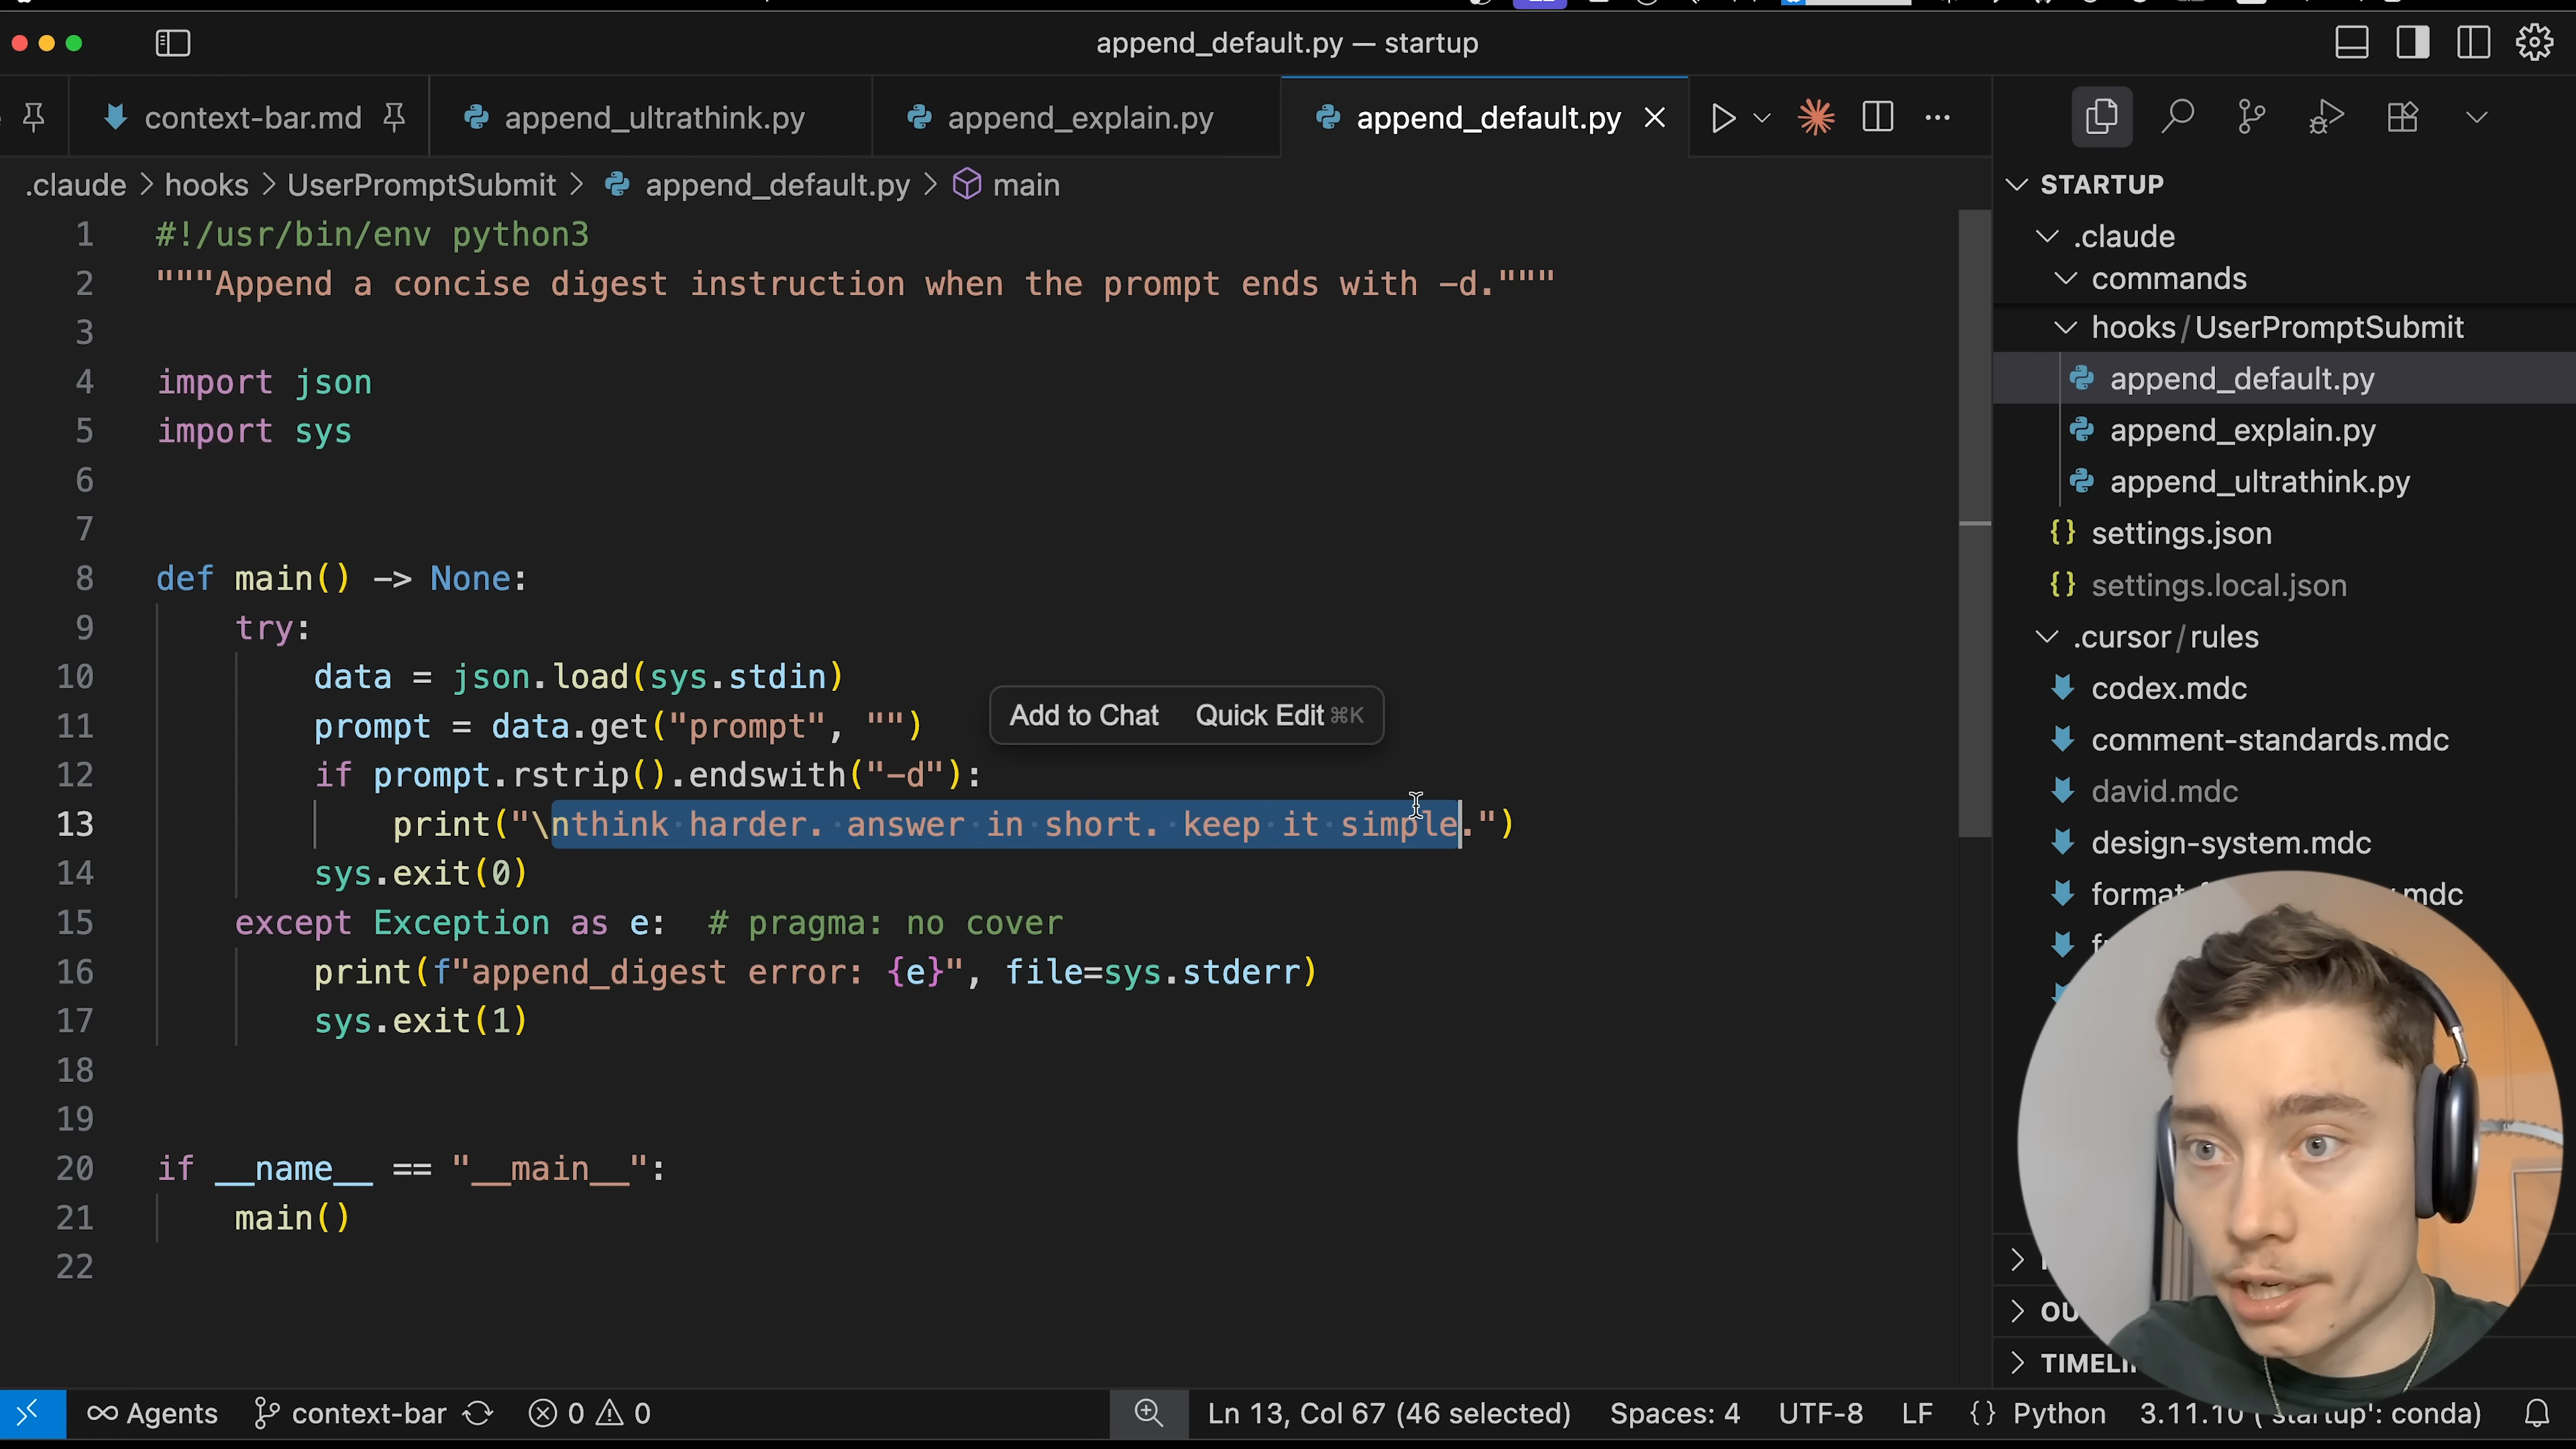 append_default.py — startup
context-bar.md
append_ultrathink.py
append_explain.py
append_default.py
.claude > hooks > UserPromptSubmit > append_default.py > main
1 #!/usr/bin/env python3
2 """Append a concise digest instruction when the prompt ends with -d."""
3
4 import json
5 import sys
6
7
8 def main() -> None:
9 try:
10 data = json.load(sys.stdin)
11 prompt = data.get("prompt", "")
12 if prompt.rstrip().endswith("-d"):
13 print("\nthink harder. answer in short. keep it simple.")
14 sys.exit(0)
15 except Exception as e: # pragma: no cover
16 print(f"append_digest error: {e}", file=sys.stderr)
17 sys.exit(1)
18
19
20 if __name__ == "__main__":
21 main()
22
Add to Chat Quick Edit ⌘K
STARTUP
.claude
commands
hooks/UserPromptSubmit
append_default.py
append_explain.py
append_ultrathink.py
{} settings.json
{} settings.local.json
.cursor/rules
codex.mdc
comment-standards.mdc
david.mdc
design-system.mdc
Agents context-bar 0 0 Ln 13, Col 67 (46 selected) Spaces: 4 UTF-8 LF {} Python 3.11.10 ('startup': conda)